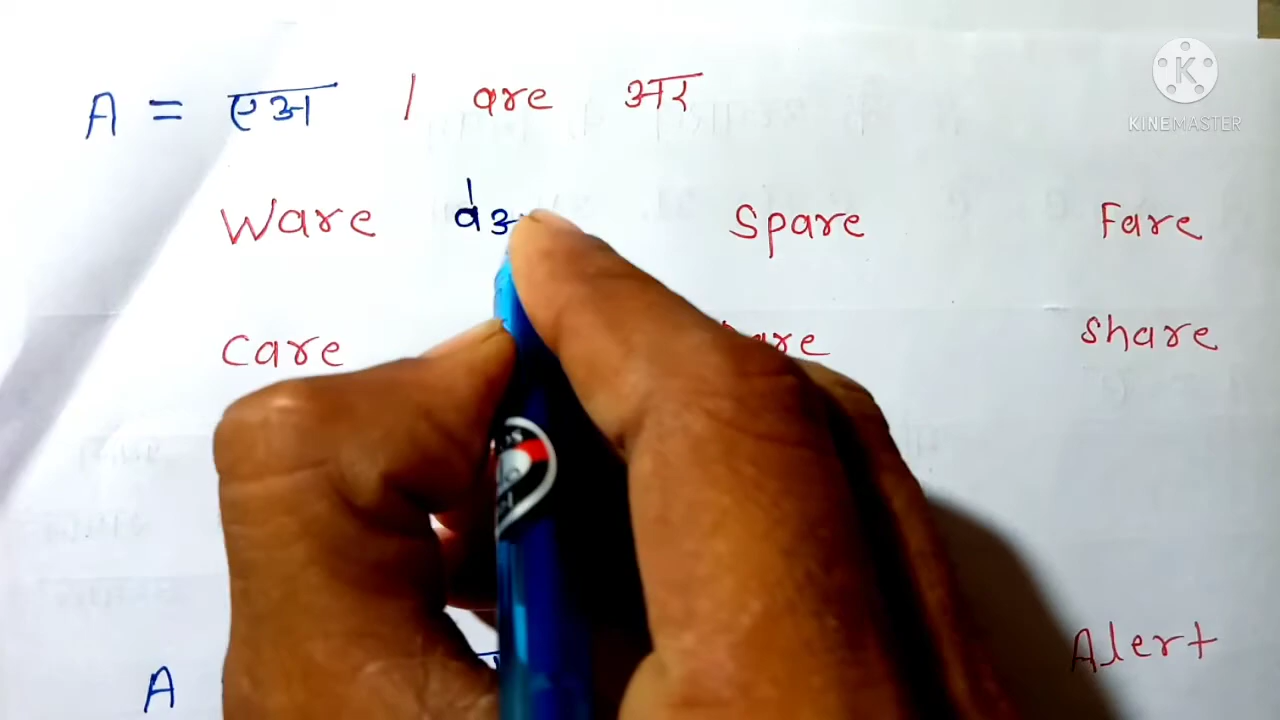 A = एअ / are अर
KINEMASTER
Ware Spare Fare
Care Share
Alert
A